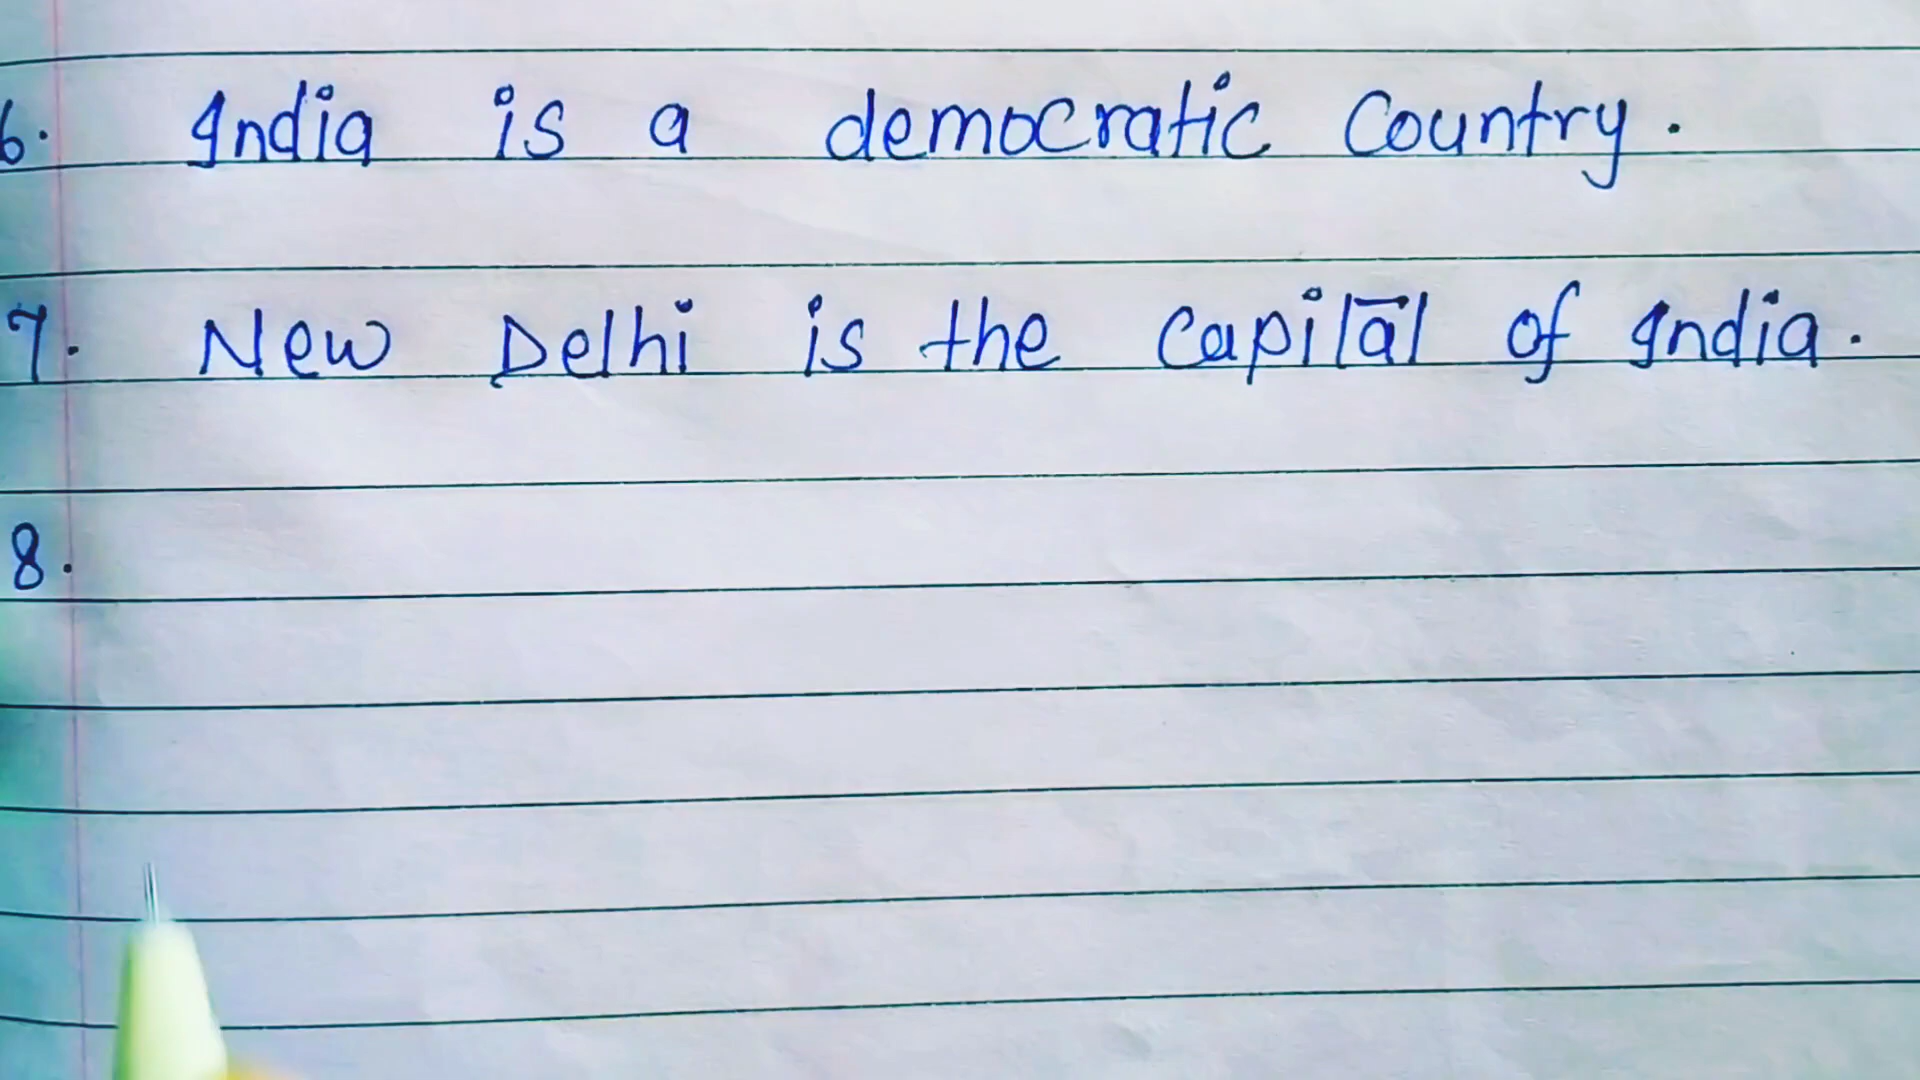 6. India is a democratic Country.
7. New Delhi is the Capital of India.
8.